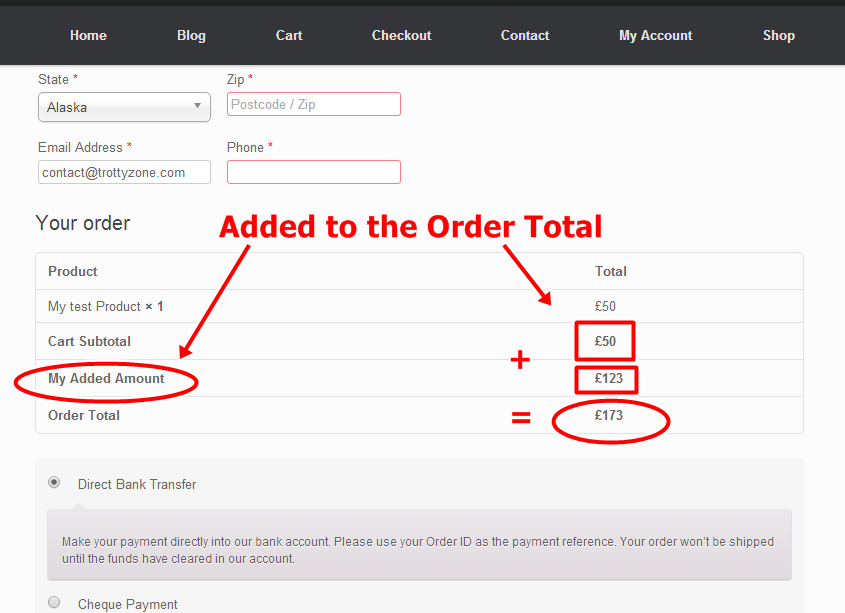 Home Blog Cart Checkout Contact My Account Shop
State * Zip *
Alaska Postcode / Zip
Email Address * Phone *
contact@trottyzone.com
Your order
Added to the Order Total
Product Total
My test Product × 1 £50
Cart Subtotal £50
+
My Added Amount £123
Order Total = £173
Direct Bank Transfer
Make your payment directly into our bank account. Please use your Order ID as the payment reference. Your order won't be shipped
until the funds have cleared in our account.
Cheque Payment